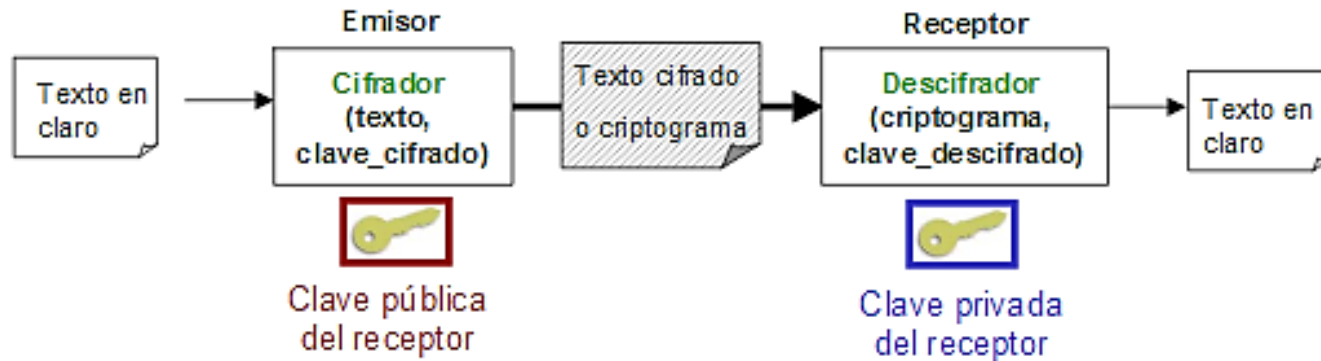 Emisor
Receptor
Texto en
claro
Cifrador
(texto,
clave_cifrado)
Texto cifrado
o criptograma
Descifrador
(criptograma,
clave_descifrado)
Texto en
claro
Clave pública
del receptor
Clave privada
del receptor